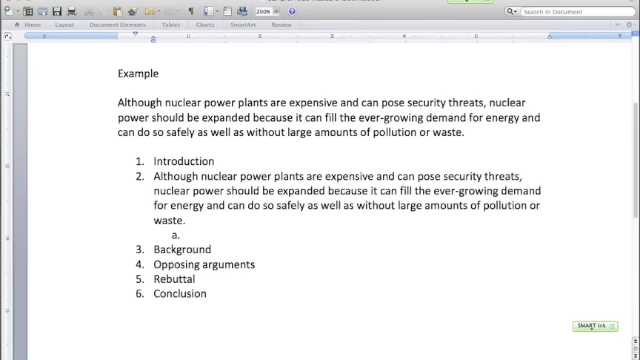 200%
Search in Document
Home Layout Document Elements Tables Charts SmartArt Review
Example
Although nuclear power plants are expensive and can pose security threats, nuclear
power should be expanded because it can fill the ever-growing demand for energy and
can do so safely as well as without large amounts of pollution or waste.
1. Introduction
2. Although nuclear power plants are expensive and can pose security threats,
nuclear power should be expanded because it can fill the ever-growing demand
for energy and can do so safely as well as without large amounts of pollution or
waste.
a.
3. Background
4. Opposing arguments
5. Rebuttal
6. Conclusion
SMART Ink